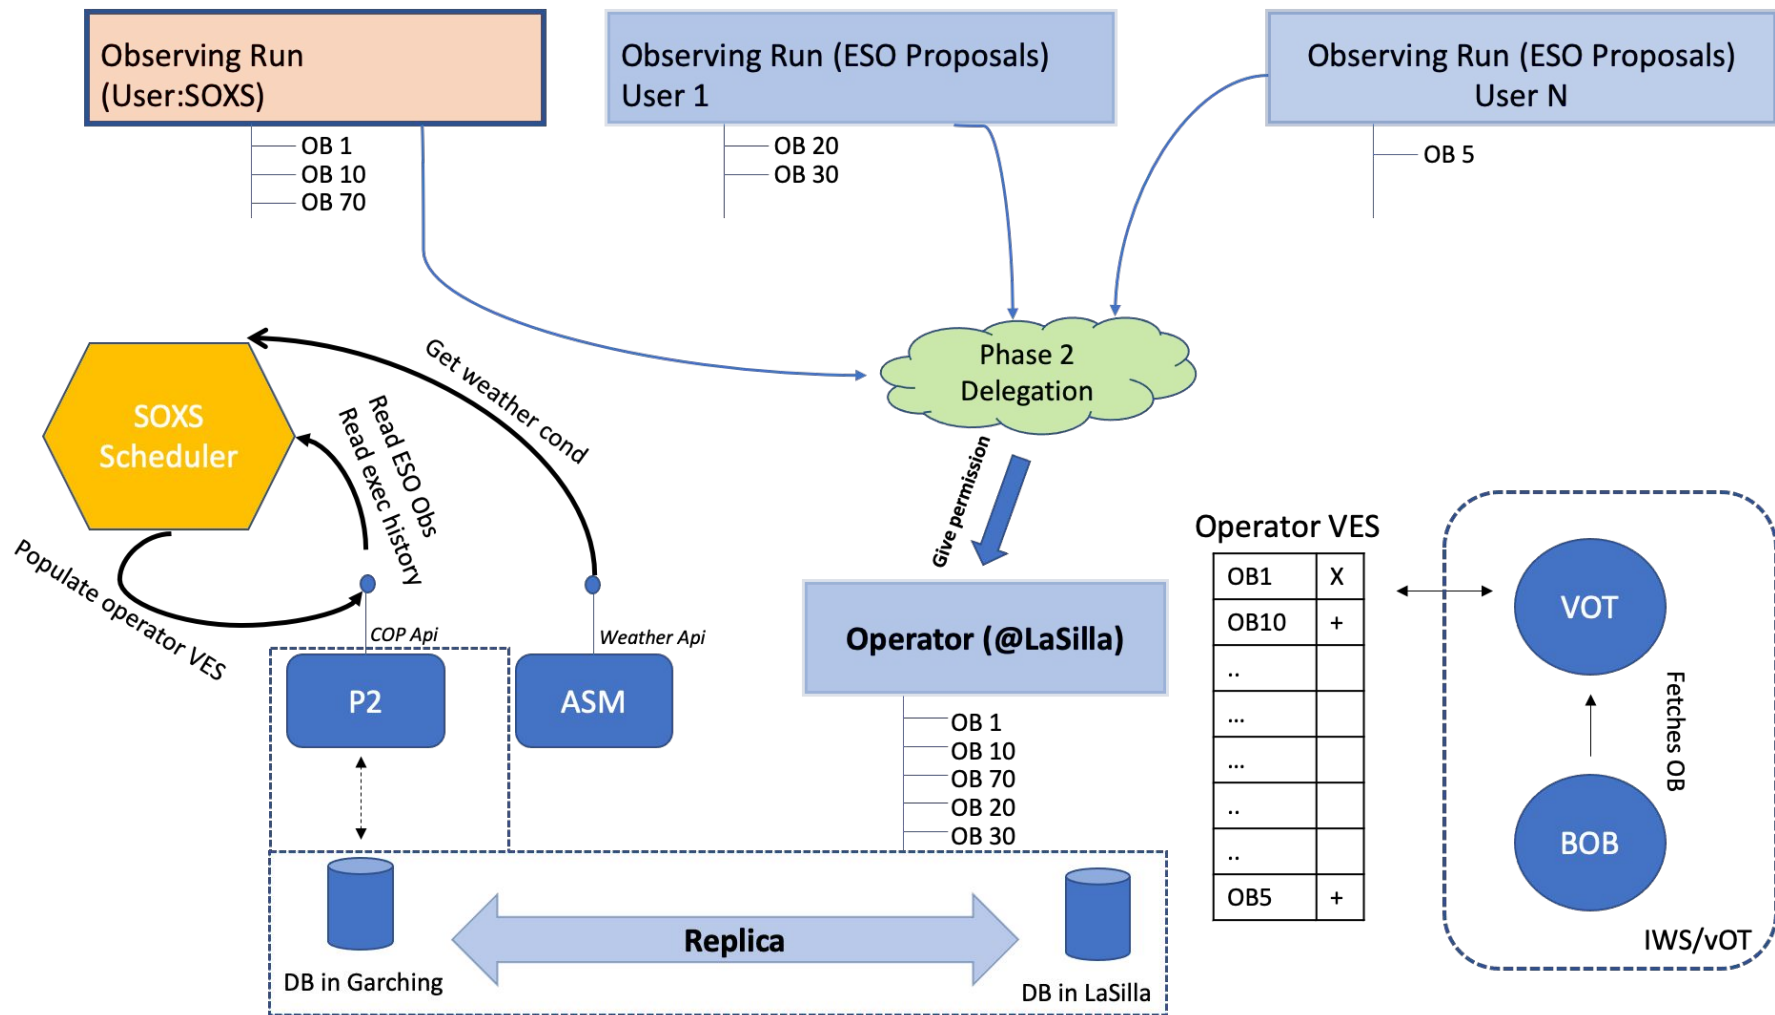 Observing Run
(User:SOXS)
OB 1
OB 10
OB 70
Observing Run (ESO Proposals)
User 1
OB 20
OB 30
Observing Run (ESO Proposals)
User N
OB 5
Phase 2
Delegation
Give permission
SOXS
Scheduler
Get weather cond
Read ESO Obs
Read exec history
Populate operator VES
COP Api
Weather Api
P2
ASM
Operator (@LaSilla)
OB 1
OB 10
OB 70
OB 20
OB 30
Operator VES
OB1 X
OB10 +
..
...
...
..
..
OB5 +
VOT
Fetches OB
BOB
IWS/vOT
Replica
DB in Garching
DB in LaSilla